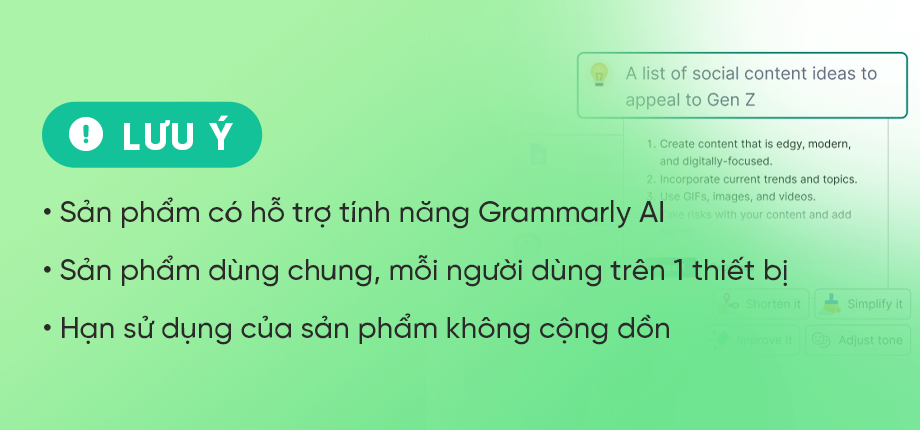 LƯU Ý
• Sản phẩm có hỗ trợ tính năng Grammarly AI
• Sản phẩm dùng chung, mỗi người dùng trên 1 thiết bị
• Hạn sử dụng của sản phẩm không cộng dồn
A list of social content ideas to
appeal to Gen Z
1. Create content that is edgy, modern,
and digitally-focused.
2. Incorporate current trends and topics.
3. Use GIFs, images, and videos.
risks with your content and add
Shorten it
Simplify it
Improve it
Adjust tone